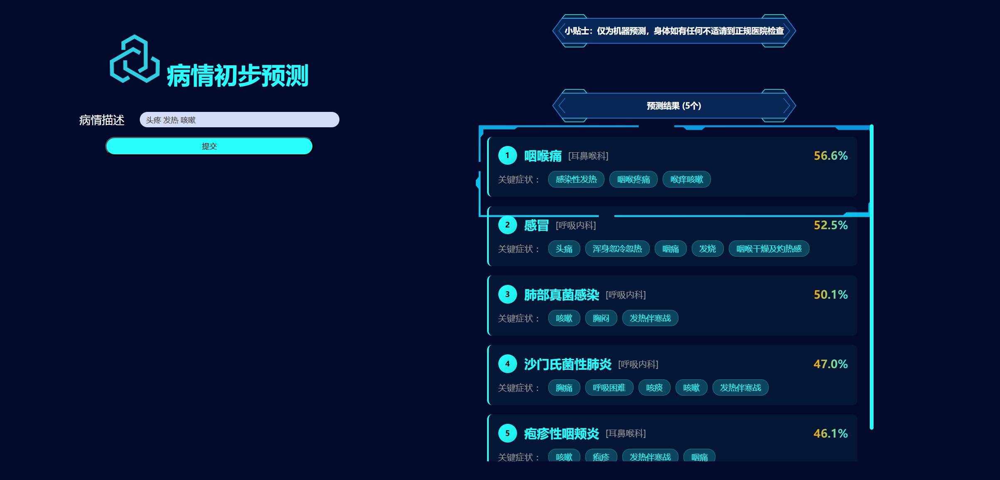 病情初步预测
病情描述
头疼 发热 咳嗽
提交
小贴士：仅为机器预测，身体如有任何不适请到正规医院检查
预测结果 (5个)
1 咽喉痛 [耳鼻喉科] 56.6%
关键症状： 感染性发热 咽喉疼痛 喉痒咳嗽
2 感冒 [呼吸内科] 52.5%
关键症状： 头痛 浑身忽冷忽热 咽痛 发烧 咽喉干燥及灼热感
3 肺部真菌感染 [呼吸内科] 50.1%
关键症状： 咳嗽 胸闷 发热伴寒战
4 沙门氏菌性肺炎 [呼吸内科] 47.0%
关键症状： 胸痛 呼吸困难 咳痰 咳嗽 发热伴寒战
5 疱疹性咽颊炎 [耳鼻喉科] 46.1%
关键症状： 咳嗽 疱疹 发热伴寒战 咽痛